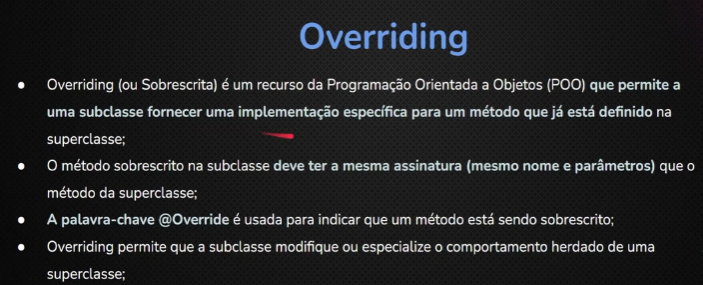 Overriding
● Overriding (ou Sobrescrita) é um recurso da Programação Orientada a Objetos (POO) que permite a
uma subclasse fornecer uma implementação específica para um método que já está definido na
superclasse;
● O método sobrescrito na subclasse deve ter a mesma assinatura (mesmo nome e parâmetros) que o
método da superclasse;
● A palavra-chave @Override é usada para indicar que um método está sendo sobrescrito;
● Overriding permite que a subclasse modifique ou especialize o comportamento herdado de uma
superclasse;